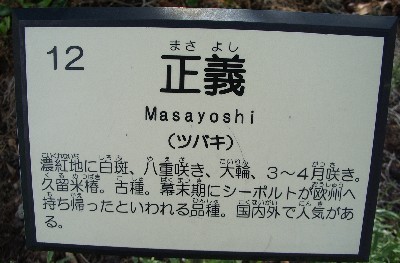 12
まさ よし
正義
Masayoshi
(ツバキ)
濃紅地に白斑、八重咲き、大輪、3～4月咲き。
久留米椿。古種。幕末期にシーボルトが欧州へ
持ち帰ったといわれる品種。国内外で人気があ
る。